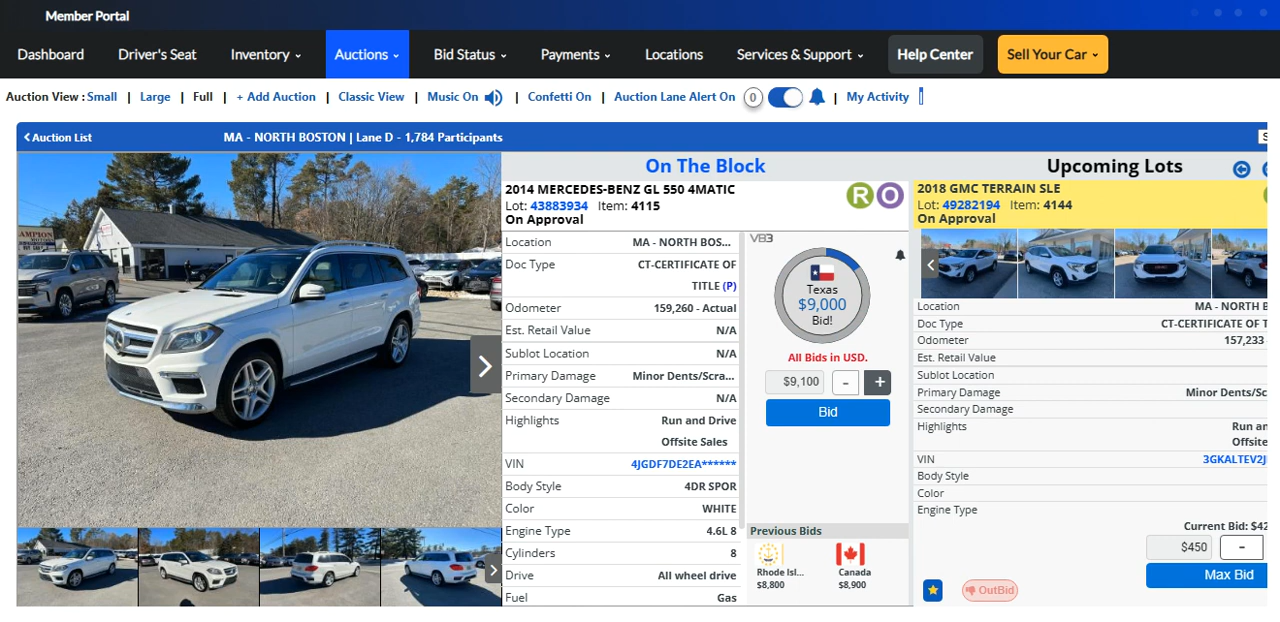 Member Portal
Dashboard Driver's Seat Inventory Auctions Bid Status Payments Locations Services & Support Help Center Sell Your Car
Auction View : Small | Large | Full | + Add Auction | Classic View | Music On | Confetti On | Auction Lane Alert On 0 | My Activity
Auction List MA - NORTH BOSTON | Lane D - 1,784 Participants
On The Block
2014 MERCEDES-BENZ GL 550 4MATIC
Lot: 43883934 Item: 4115
On Approval
R O
Location MA - NORTH BOS...
Doc Type CT-CERTIFICATE OF
TITLE (P)
Odometer 159,260 - Actual
Est. Retail Value N/A
Sublot Location N/A
Primary Damage Minor Dents/Scra...
Secondary Damage N/A
Highlights Run and Drive
Offsite Sales
VIN 4JGDF7DE2EA******
Body Style 4DR SPOR
Color WHITE
Engine Type 4.6L 8
Cylinders 8
Drive All wheel drive
Fuel Gas
VB3
Texas
$9,000
Bid!
All Bids in USD.
$9,100 - +
Bid
Previous Bids
Rhode Isl...
$8,800
Canada
$8,900
Upcoming Lots
2018 GMC TERRAIN SLE
Lot: 49282194 Item: 4144
On Approval
Location MA - NORTH B
Doc Type CT-CERTIFICATE OF T
Odometer 157,233
Est. Retail Value
Sublot Location
Primary Damage Minor Dents/Sc
Secondary Damage
Highlights Run an
Offsite
VIN 3GKALTEV2J
Body Style
Color
Engine Type
Current Bid: $42
$450 -
Max Bid
OutBid